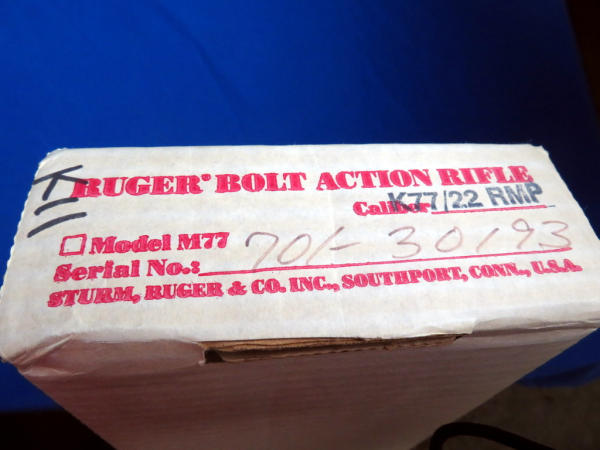 K RUGER® BOLT ACTION RIFLE
Caliber K77/22 RMP
Model M77
Serial No.: 701-30193
STURM, RUGER & CO. INC., SOUTHPORT, CONN., U.S.A.